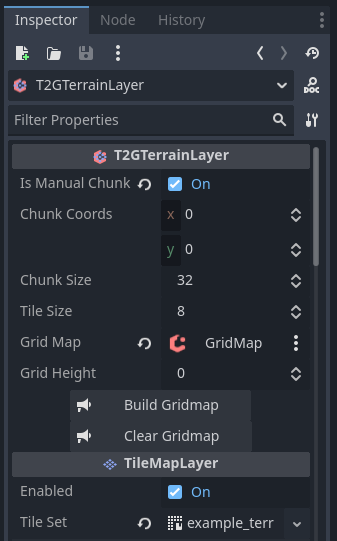 Inspector Node History
T2GTerrainLayer
DOC
Filter Properties
T2GTerrainLayer
Is Manual Chunk On
Chunk Coords x 0
y 0
Chunk Size 32
Tile Size 8
Grid Map GridMap
Grid Height 0
Build Gridmap
Clear Gridmap
TileMapLayer
Enabled On
Tile Set example_terr